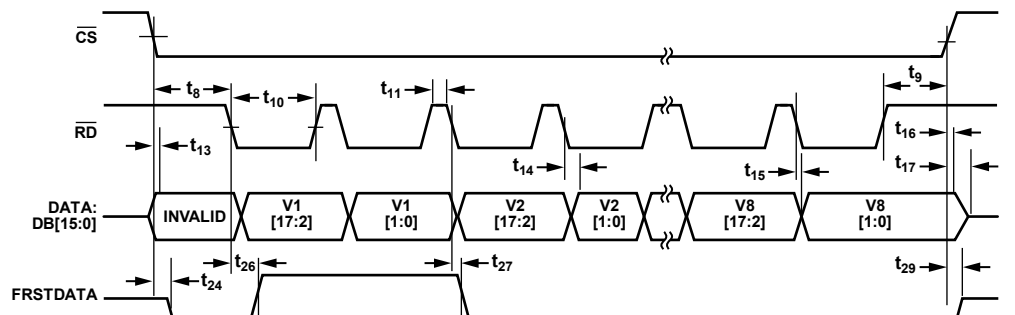 CS
t8
t10
t11
t9
RD
t13
t14
t15
t16
t17
DATA:
DB[15:0]
INVALID
V1
[17:2]
V1
[1:0]
V2
[17:2]
V2
[1:0]
V8
[17:2]
V8
[1:0]
t24
t26
t27
t29
FRSTDATA